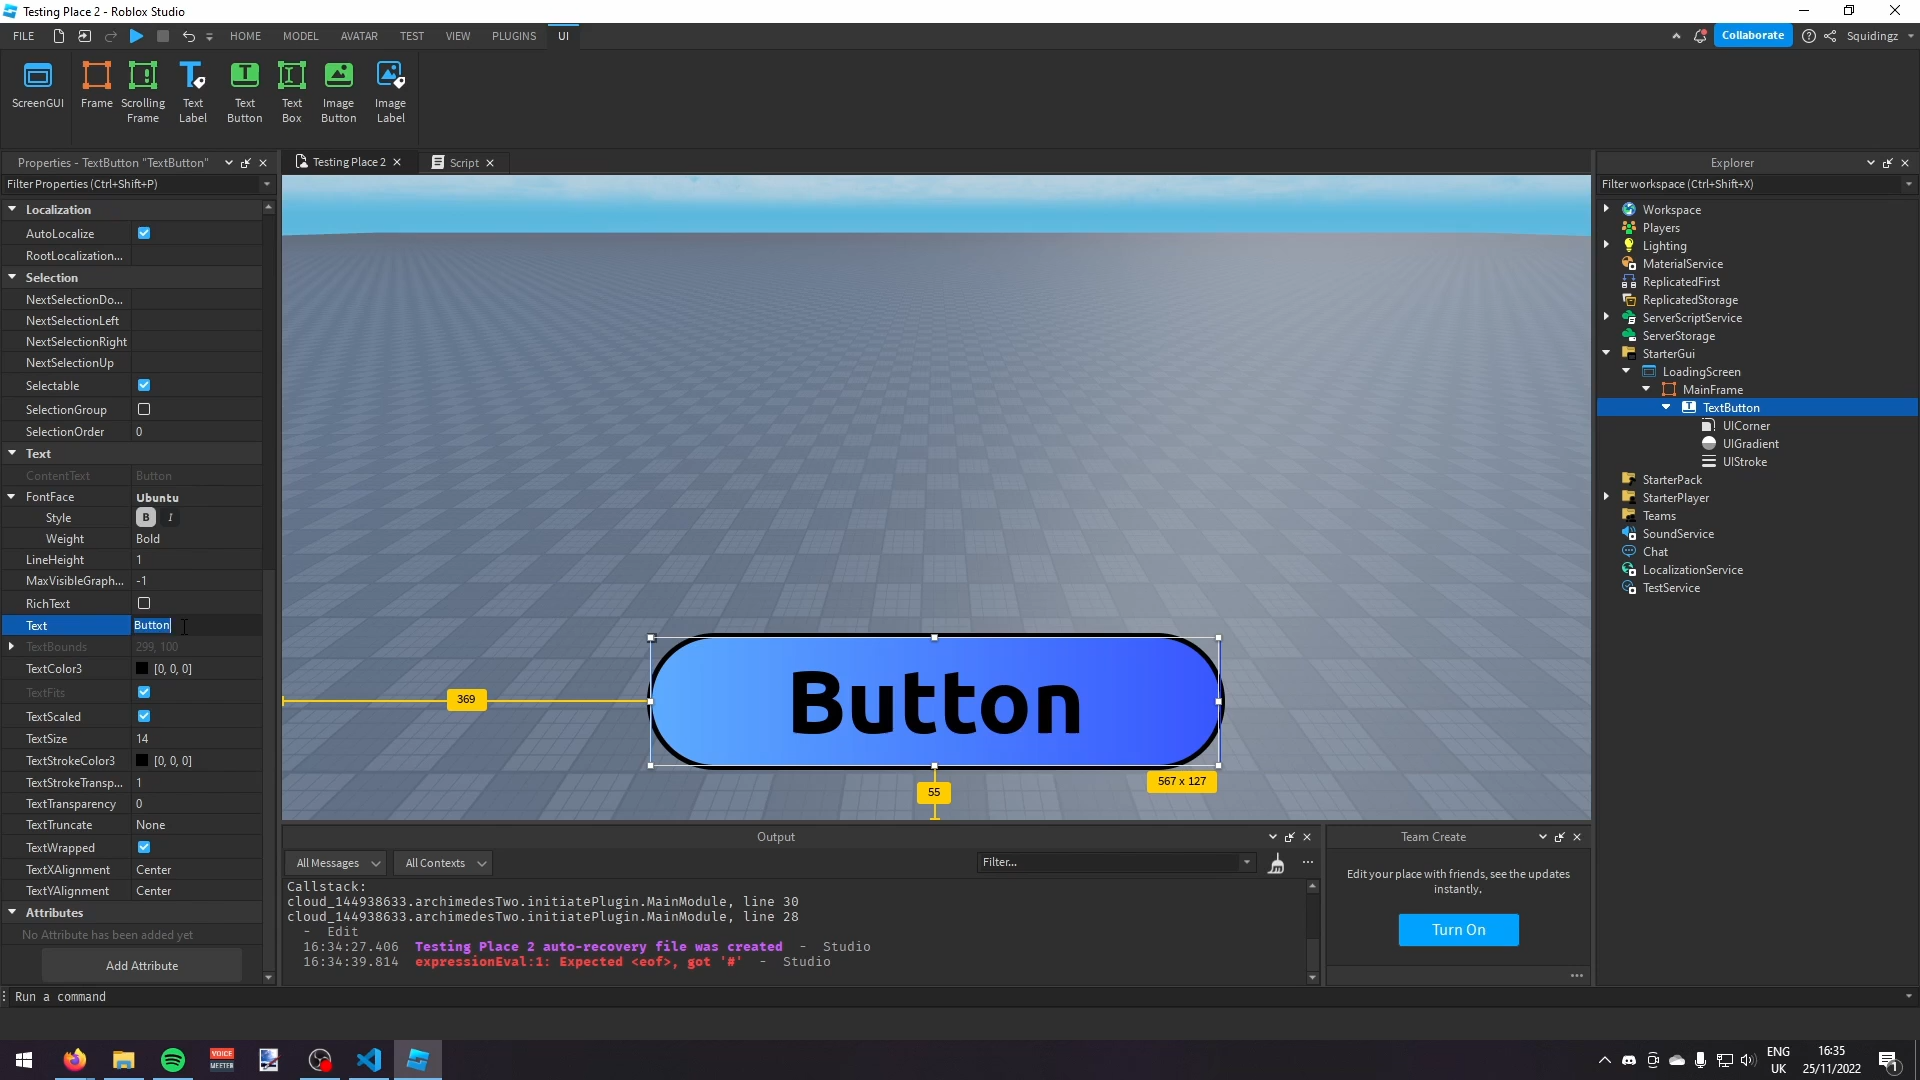 Testing Place 2 - Roblox Studio
FILE HOME MODEL AVATAR TEST VIEW PLUGINS UI Collaborate Squidingz
ScreenGUI Frame Scrolling Frame Text Label Text Button Text Box Image Button Image Label
Properties - TextButton "TextButton"
Filter Properties (Ctrl+Shift+P)
Localization
AutoLocalize
RootLocalization...
Selection
NextSelectionDo...
NextSelectionLeft
NextSelectionRight
NextSelectionUp
Selectable
SelectionGroup
SelectionOrder 0
Text
ContentText Button
FontFace Ubuntu
Style B I
Weight Bold
LineHeight 1
MaxVisibleGraph... -1
RichText
Text Button
TextBounds 299, 100
TextColor3 [0, 0, 0]
TextFits
TextScaled
TextSize 14
TextStrokeColor3 [0, 0, 0]
TextStrokeTransp... 1
TextTransparency 0
TextTruncate None
TextWrapped
TextXAlignment Center
TextYAlignment Center
Attributes
No Attribute has been added yet
Add Attribute
Testing Place 2 Script
369
Button
567 x 127
55
Output
All Messages All Contexts Filter...
Callstack:
cloud_144938633.archimedesTwo.initiatePlugin.MainModule, line 30
cloud_144938633.archimedesTwo.initiatePlugin.MainModule, line 28
- Edit
16:34:27.406 Testing Place 2 auto-recovery file was created - Studio
16:34:39.814 expressionEval:1: Expected <eof>, got '#' - Studio
Team Create
Edit your place with friends, see the updates
instantly.
Turn On
Explorer
Filter workspace (Ctrl+Shift+X)
Workspace
Players
Lighting
MaterialService
ReplicatedFirst
ReplicatedStorage
ServerScriptService
ServerStorage
StarterGui
LoadingScreen
MainFrame
TextButton
UICorner
UIGradient
UIStroke
StarterPack
StarterPlayer
Teams
SoundService
Chat
LocalizationService
TestService
Run a command
VOICE
MEETER
ENG
UK
16:35
25/11/2022
1